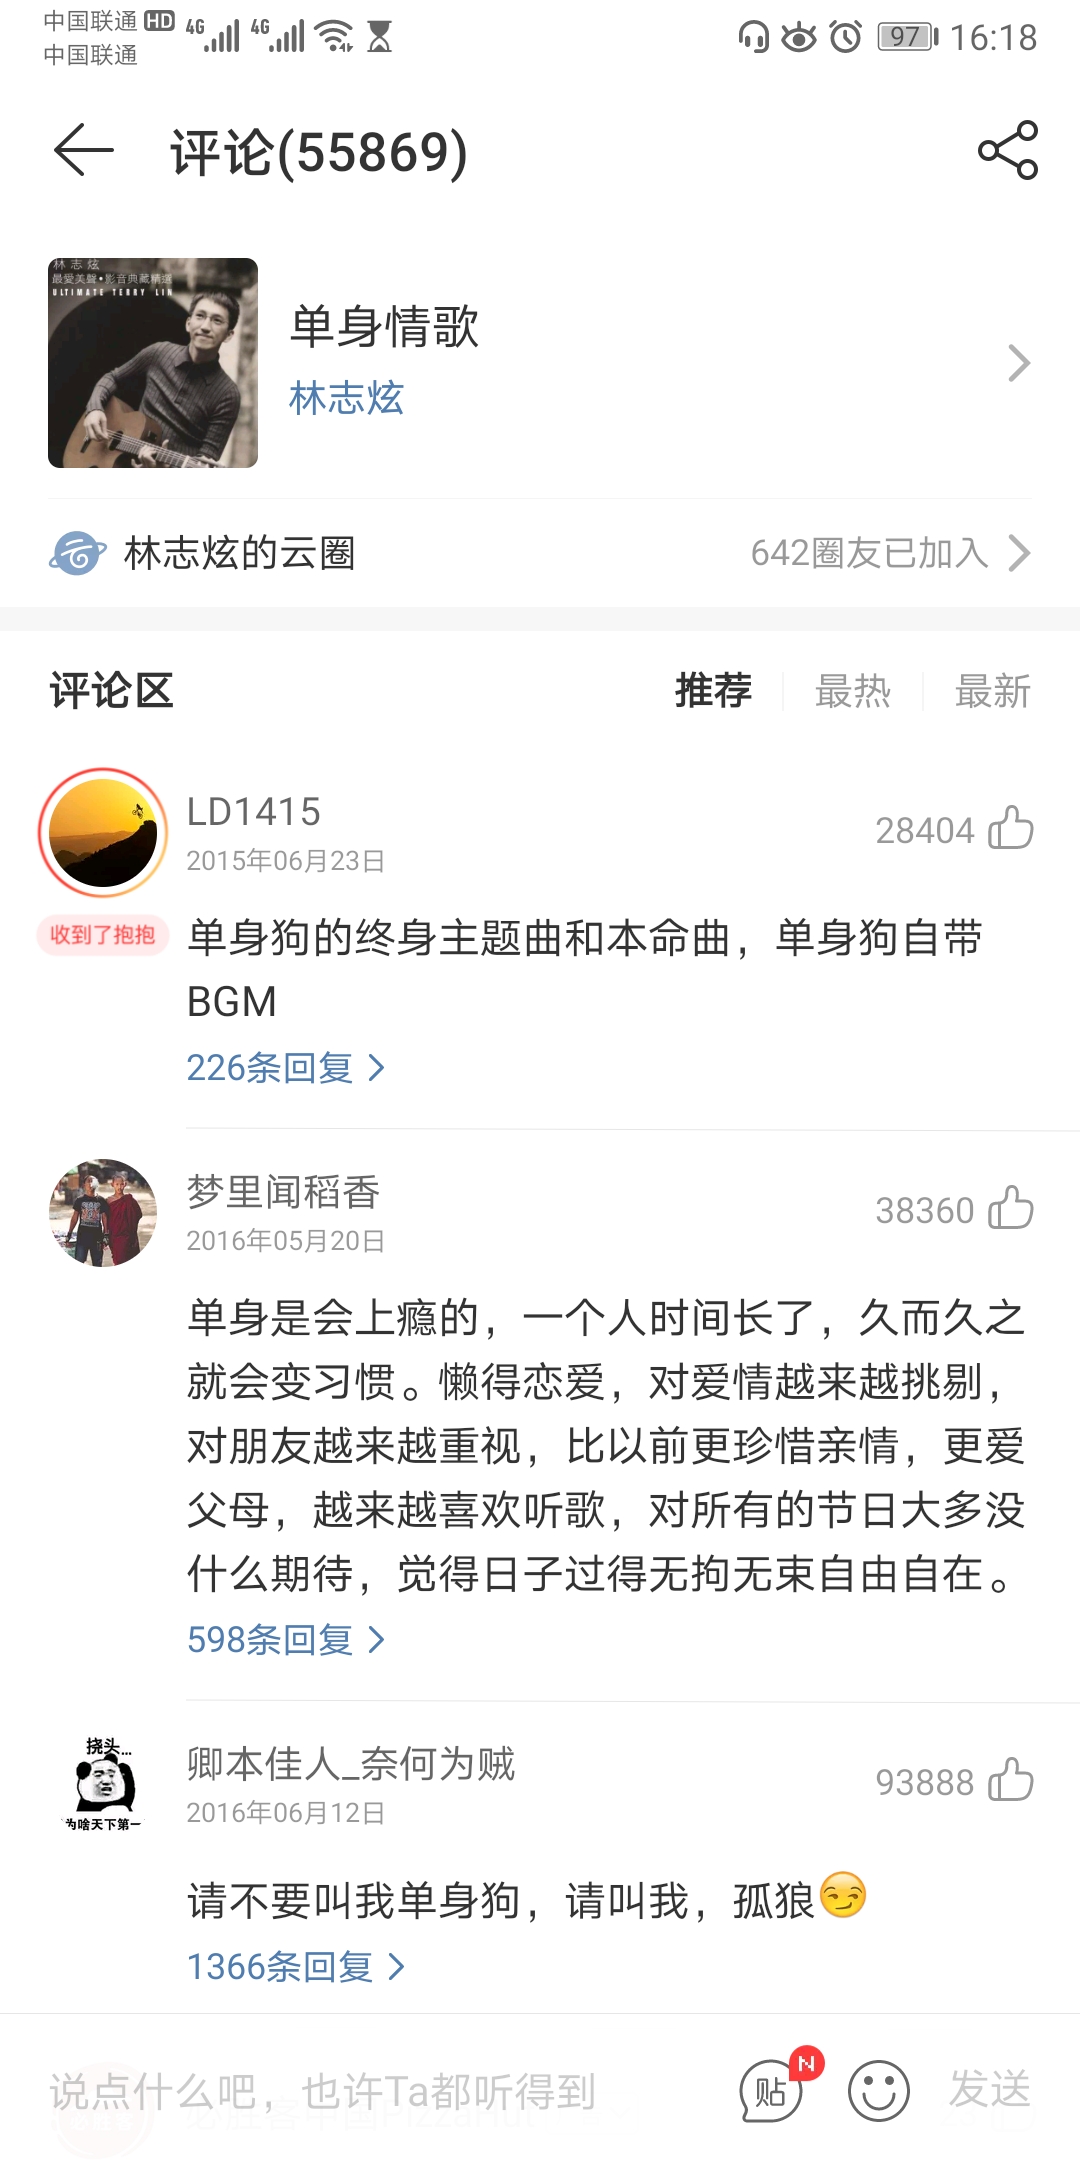 中国联通 HD 4G 4G 97 16:18
中国联通
评论(55869)
林志炫
最愛美聲·影音典藏精選
ULTIMATE TERRY LIN
单身情歌
林志炫
林志炫的云圈 642圈友已加入
评论区 推荐 最热 最新
LD1415
28404
2015年06月23日
收到了抱抱
单身狗的终身主题曲和本命曲，单身狗自带
BGM
226条回复
梦里闻稻香
38360
2016年05月20日
单身是会上瘾的，一个人时间长了，久而久之
就会变习惯。懒得恋爱，对爱情越来越挑剔，
对朋友越来越重视，比以前更珍惜亲情，更爱
父母，越来越喜欢听歌，对所有的节日大多没
什么期待，觉得日子过得无拘无束自由自在。
598条回复
挠头...
为啥天下第一
卿本佳人_奈何为贼
93888
2016年06月12日
请不要叫我单身狗，请叫我，孤狼😏
1366条回复
说点什么吧，也许Ta都听得到 贴 N 发送